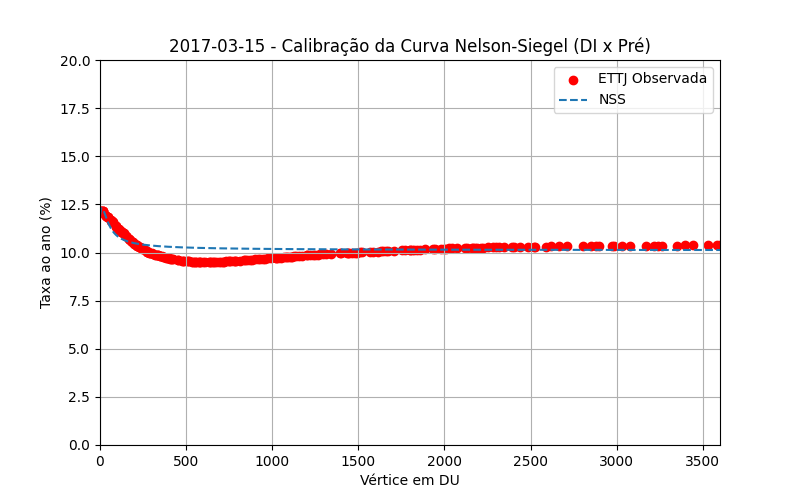 2017-03-15 - Calibração da Curva Nelson-Siegel (DI x Pré)
ETTJ Observada
NSS
Taxa ao ano (%)
20.0
17.5
15.0
12.5
10.0
7.5
5.0
2.5
0.0
0 500 1000 1500 2000 2500 3000 3500
Vértice em DU